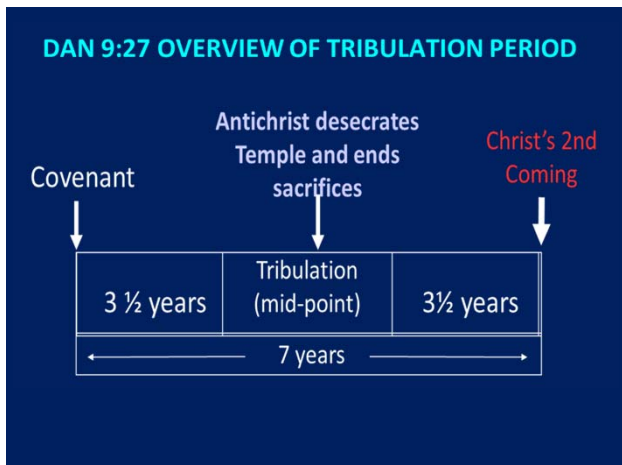 DAN 9:27 OVERVIEW OF TRIBULATION PERIOD
Antichrist desecrates
Temple and ends
sacrifices
Christ's 2nd
Coming
Covenant
3 ½ years
Tribulation
(mid-point)
3½ years
7 years